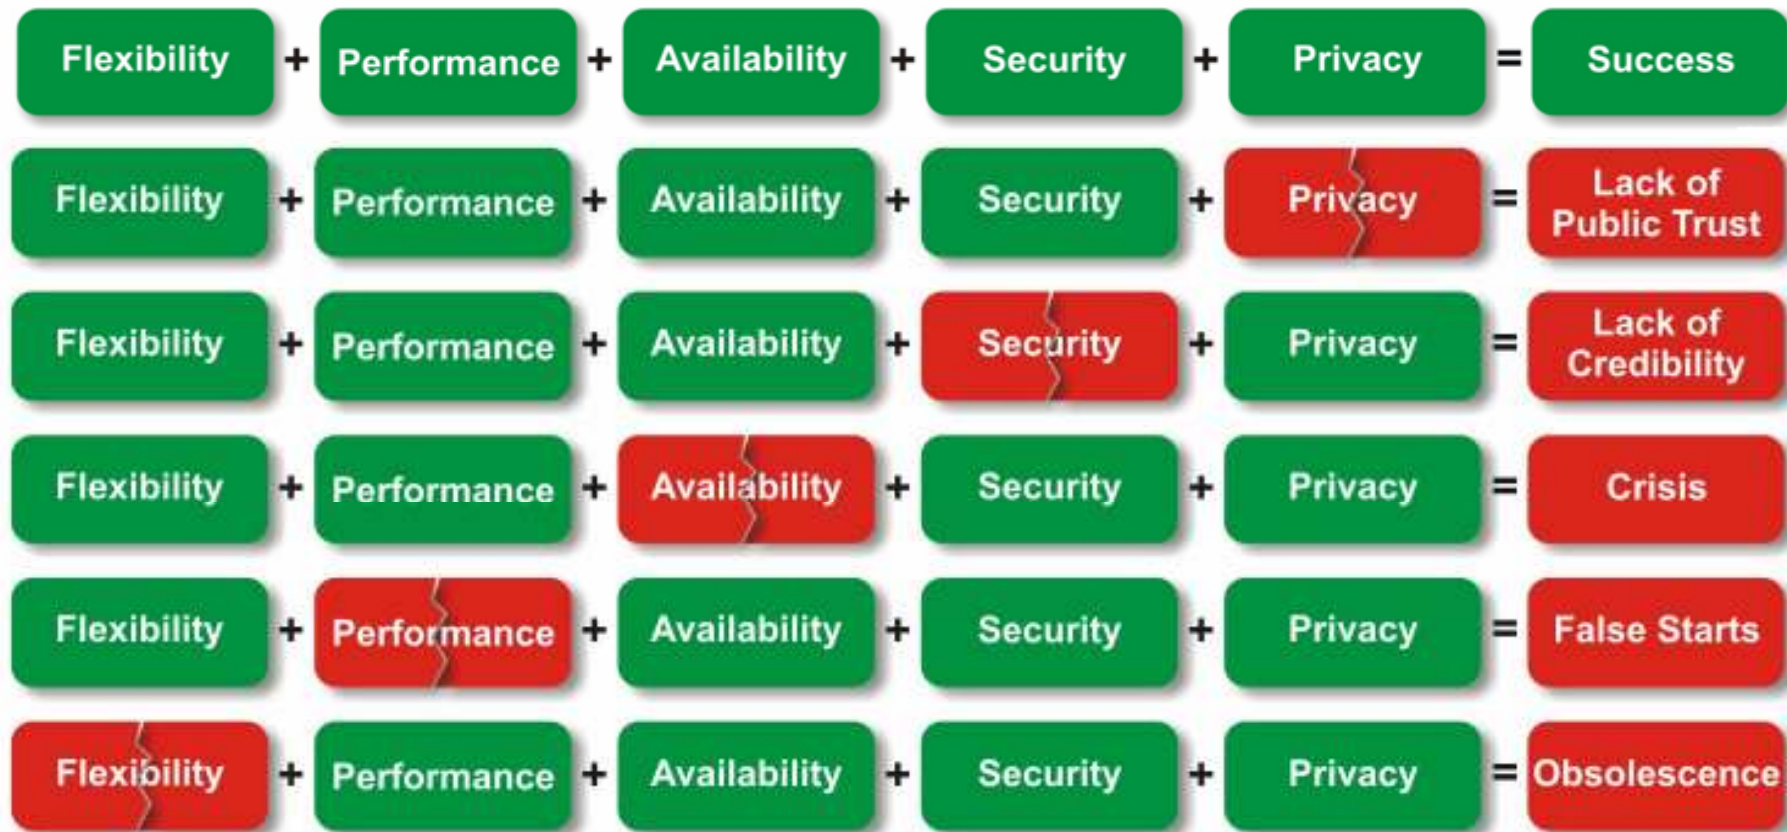 Flexibility + Performance + Availability + Security + Privacy = Success
Flexibility + Performance + Availability + Security + Privacy = Lack of
Public Trust
Flexibility + Performance + Availability + Security + Privacy = Lack of
Credibility
Flexibility + Performance + Availability + Security + Privacy = Crisis
Flexibility + Performance + Availability + Security + Privacy = False Starts
Flexibility + Performance + Availability + Security + Privacy = Obsolescence